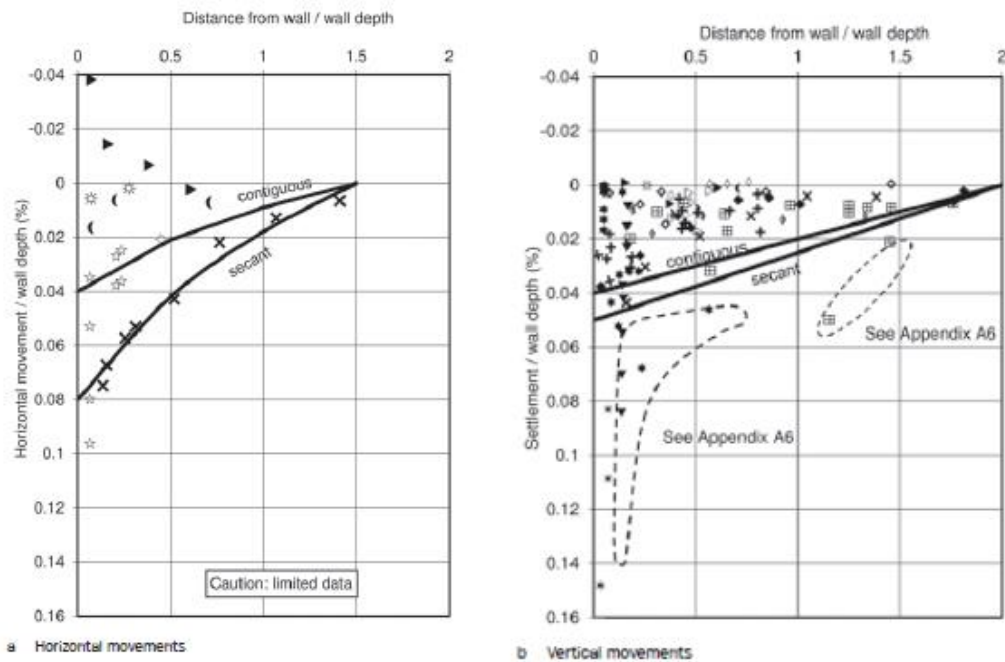 Distance from wall / wall depth
0 0.5 1 1.5 2
-0.04
-0.02
0
0.02
0.04
0.06
0.08
0.1
0.12
0.14
0.16
Horizontal movement / wall depth (%)
contiguous
secant
Caution: limited data
a Horizontal movements
Distance from wall / wall depth
0 0.5 1 1.5 2
-0.04
-0.02
0
0.02
0.04
0.06
0.08
0.1
0.12
0.14
0.16
Settlement / wall depth (%)
contiguous
secant
See Appendix A6
See Appendix A6
b Vertical movements